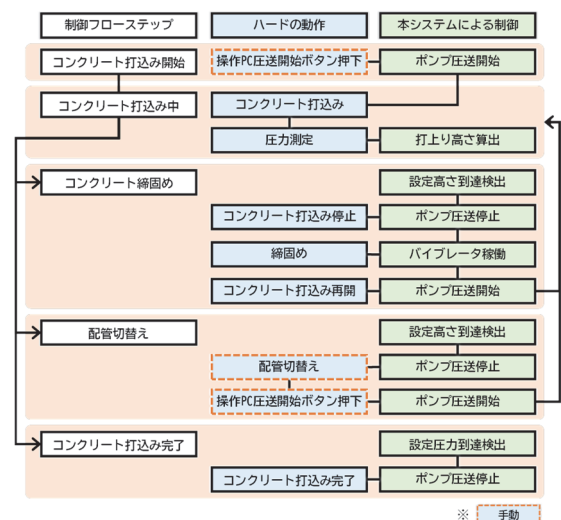 制御フローステップ
ハードの動作
本システムによる制御
コンクリート打込み開始
操作PC圧送開始ボタン押下
ポンプ圧送開始
コンクリート打込み中
コンクリート打込み
圧力測定
打上り高さ算出
コンクリート締固め
設定高さ到達検出
コンクリート打込み停止
ポンプ圧送停止
締固め
バイブレータ稼働
コンクリート打込み再開
ポンプ圧送開始
配管切替え
設定高さ到達検出
配管切替え
ポンプ圧送停止
操作PC圧送開始ボタン押下
ポンプ圧送開始
コンクリート打込み完了
設定圧力到達検出
コンクリート打込み完了
ポンプ圧送停止
※ 手動